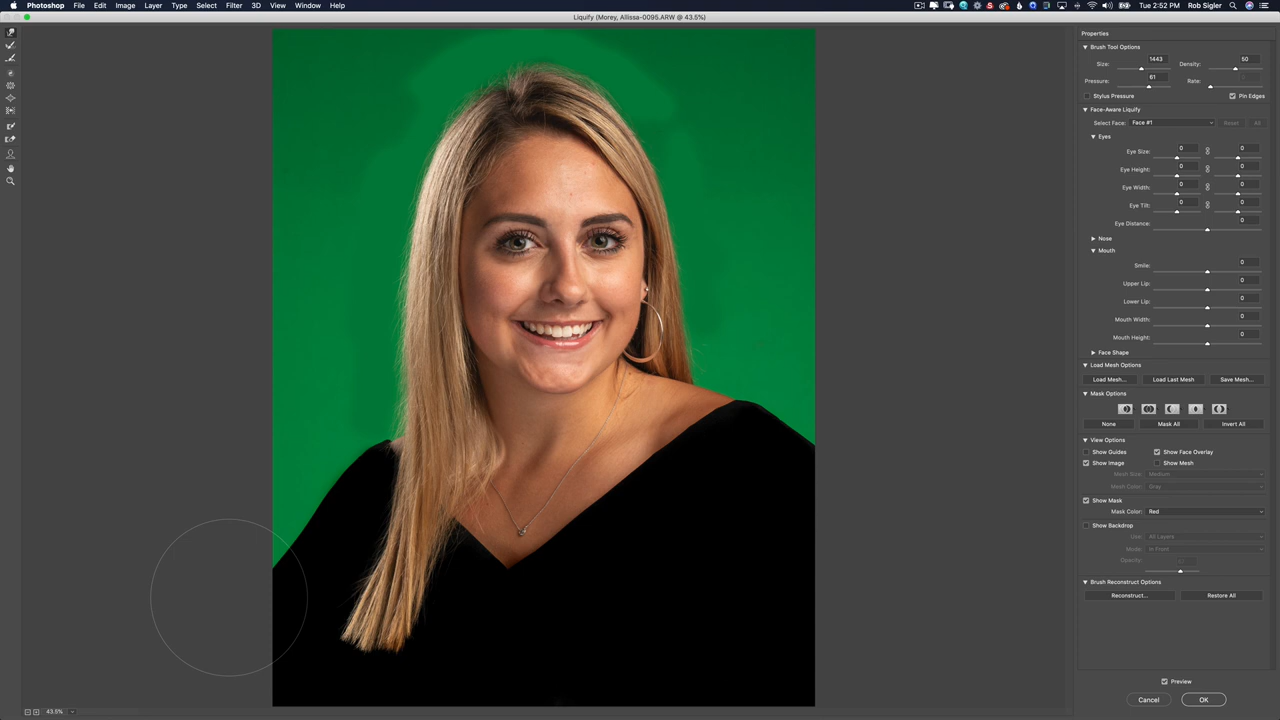 Photoshop File Edit Image Layer Type Select Filter 3D View Window Help Tue 2:52 PM Rob Sigler
Liquify (Morey, Allissa-0095.ARW @ 43.5%)
Properties
Brush Tool Options
Size: 1443 Density: 50
Pressure: 61 Rate:
Stylus Pressure Pin Edges
Face-Aware Liquify
Select Face: Face #1 Reset All
Eyes
Eye Size: 0 0
Eye Height: 0 0
Eye Width: 0 0
Eye Tilt: 0 0
Eye Distance: 0
Nose
Mouth
Smile: 0
Upper Lip: 0
Lower Lip: 0
Mouth Width: 0
Mouth Height: 0
Face Shape
Load Mesh Options
Load Mesh... Load Last Mesh Save Mesh...
Mask Options
None Mask All Invert All
View Options
Show Guides Show Face Overlay
Show Image Show Mesh
Mesh Size: Medium
Mesh Color: Gray
Show Mask
Mask Color: Red
Show Backdrop
Use: All Layers
Mode: In Front
Opacity:
Brush Reconstruct Options
Reconstruct... Restore All
Preview
Cancel OK
43.5%